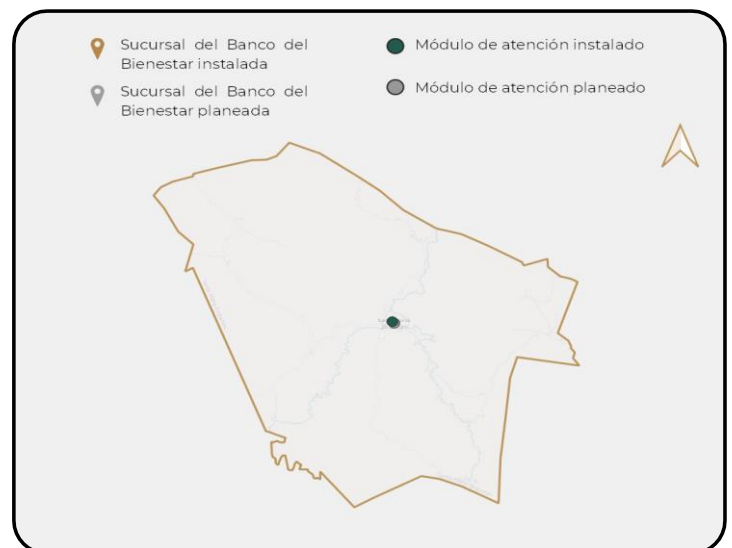 Sucursal del Banco del
Bienestar instalada
Sucursal del Banco del
Bienestar planeada
Módulo de atención instalado
Módulo de atención planeado